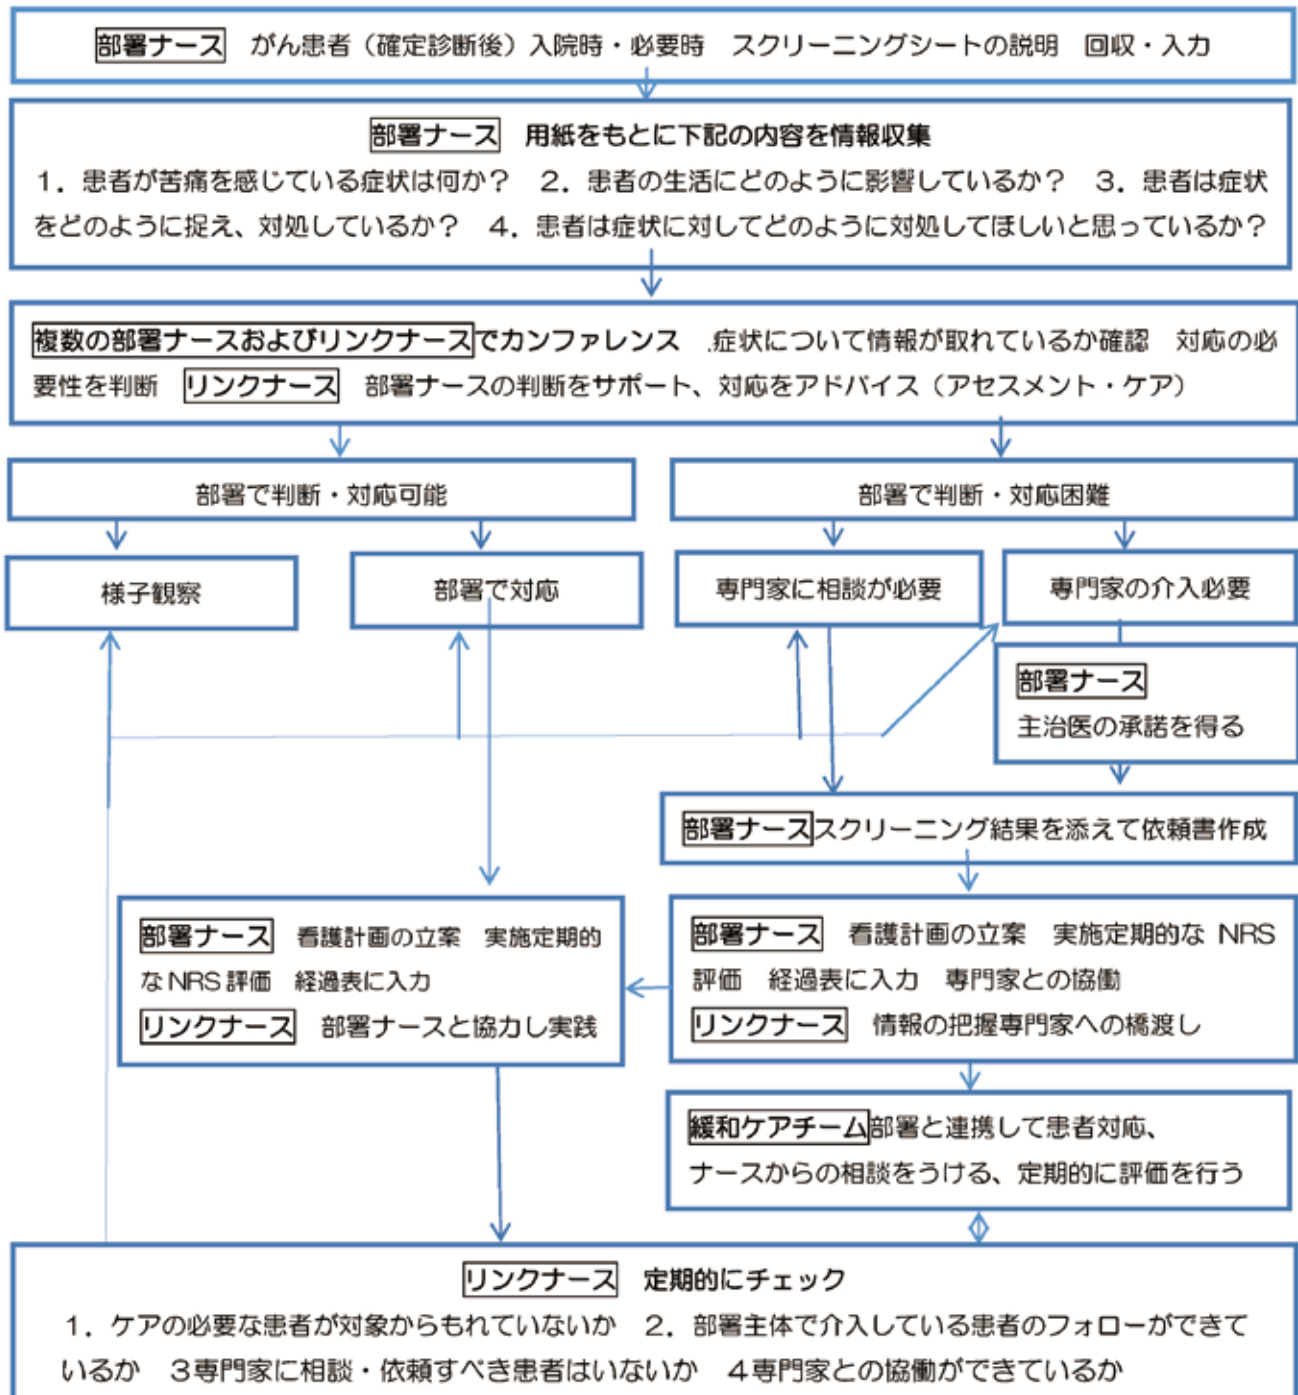 部署ナース　がん患者（確定診断後）入院時・必要時　スクリーニングシートの説明　回収・入力
部署ナース　用紙をもとに下記の内容を情報収集
1．患者が苦痛を感じている症状は何か？　2．患者の生活にどのように影響しているか？　3．患者は症状
をどのように捉え、対処しているか？　4．患者は症状に対してどのように対処してほしいと思っているか？
複数の部署ナースおよびリンクナースでカンファレンス　.症状について情報が取れているか確認　対応の必
要性を判断　リンクナース　部署ナースの判断をサポート、対応をアドバイス（アセスメント・ケア）
部署で判断・対応可能
部署で判断・対応困難
様子観察
部署で対応
専門家に相談が必要
専門家の介入必要
部署ナース
主治医の承諾を得る
部署ナーススクリーニング結果を添えて依頼書作成
部署ナース　看護計画の立案　実施定期的
な NRS 評価　経過表に入力
リンクナース　部署ナースと協力し実践
部署ナース　看護計画の立案　実施定期的な NRS
評価　経過表に入力　専門家との協働
リンクナース　情報の把握専門家への橋渡し
緩和ケアチーム部署と連携して患者対応、
ナースからの相談をうける、定期的に評価を行う
リンクナース　定期的にチェック
1．ケアの必要な患者が対象からもれていないか　2．部署主体で介入している患者のフォローができて
いるか　3専門家に相談・依頼すべき患者はいないか　4専門家との協働ができているか